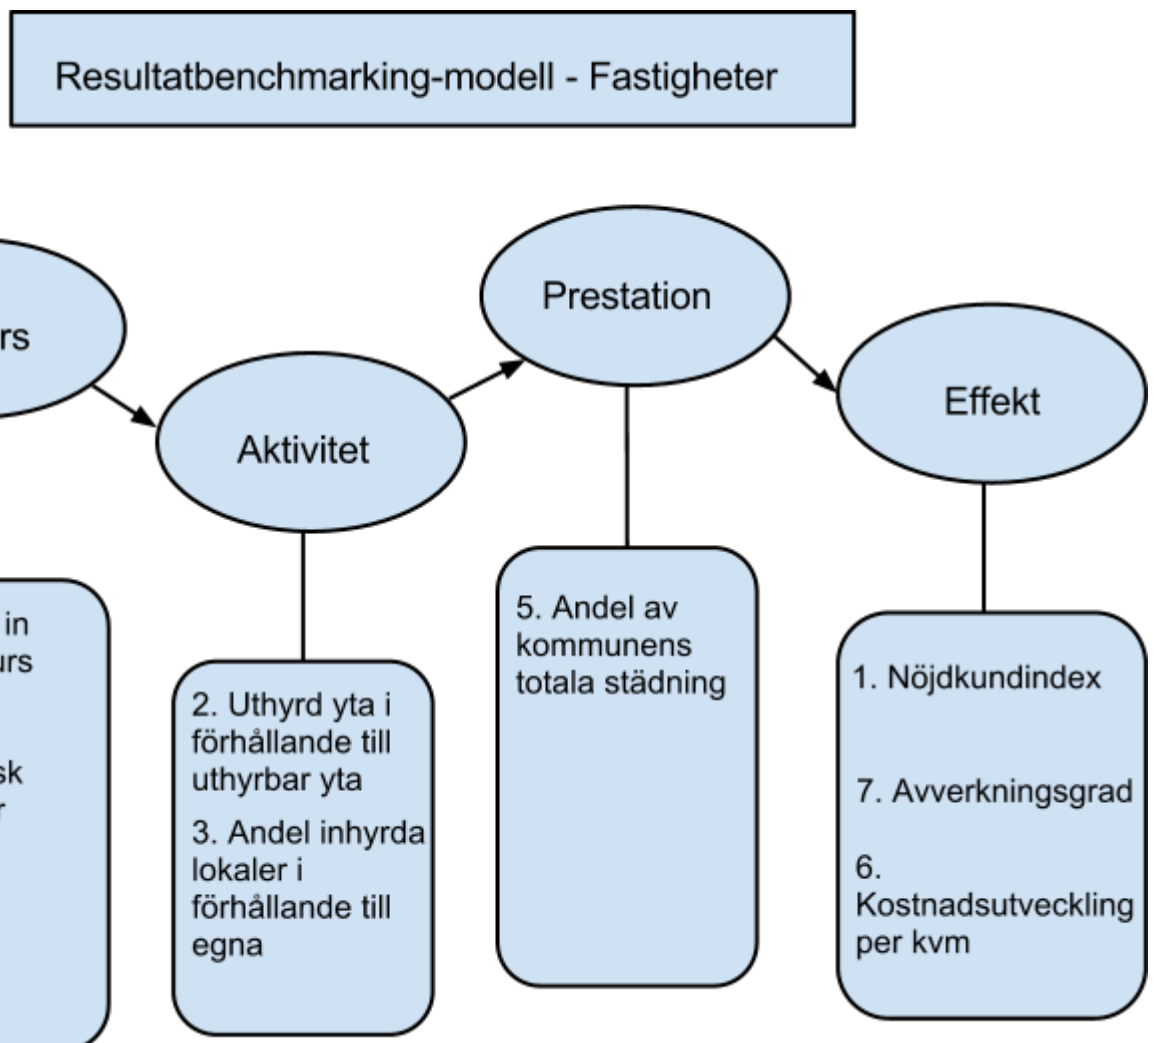 Resultatbenchmarking-modell - Fastigheter
rs
Aktivitet
Prestation
Effekt
in
urs
sk
r
2. Uthyrd yta i
förhållande till
uthyrbar yta
3. Andel inhyrda
lokaler i
förhållande till
egna
5. Andel av
kommunens
totala städning
1. Nöjdkundindex
7. Avverkningsgrad
6.
Kostnadsutveckling
per kvm